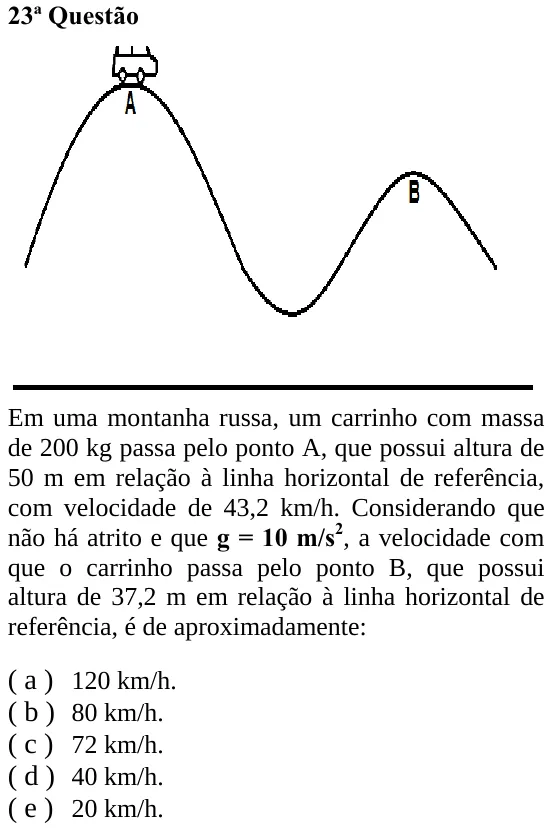 23ª Questão
A
B
Em uma montanha russa, um carrinho com massa
de 200 kg passa pelo ponto A, que possui altura de
50 m em relação à linha horizontal de referência,
com velocidade de 43,2 km/h. Considerando que
não há atrito e que g = 10 m/s², a velocidade com
que o carrinho passa pelo ponto B, que possui
altura de 37,2 m em relação à linha horizontal de
referência, é de aproximadamente:
( a ) 120 km/h.
( b ) 80 km/h.
( c ) 72 km/h.
( d ) 40 km/h.
( e ) 20 km/h.